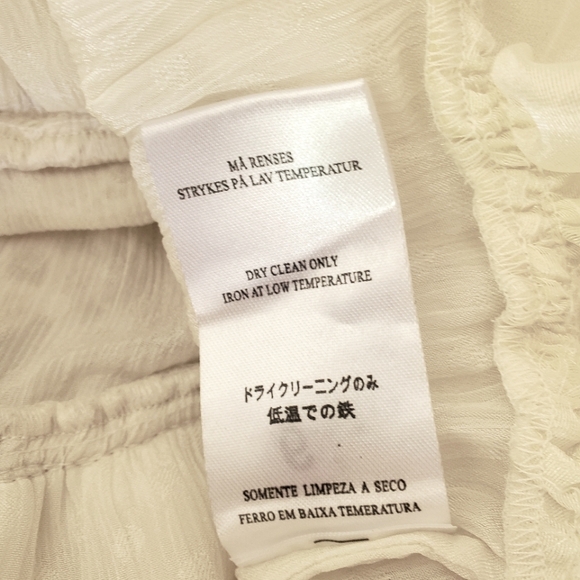 MÅ RENSES
STRYKES PÅ LAV TEMPERATUR
DRY CLEAN ONLY
IRON AT LOW TEMPERATURE
ドライクリーニングのみ
低温での鉄
SOMENTE LIMPEZA A SECO
FERRO EM BAIXA TEMERATURA